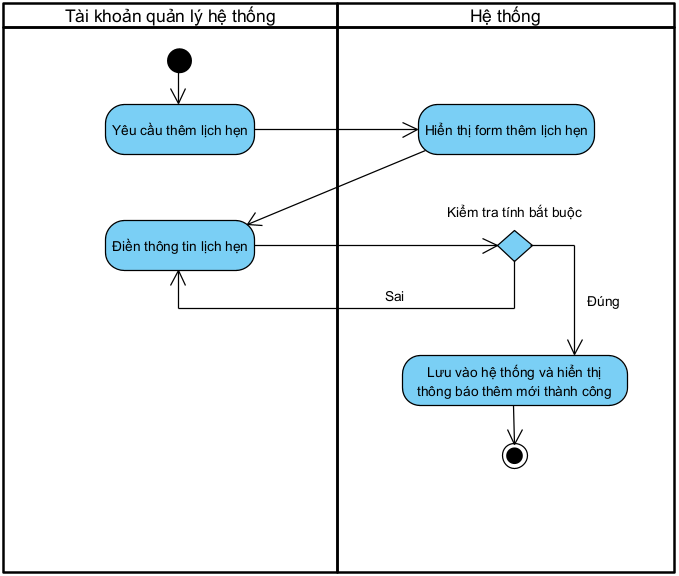 Tài khoản quản lý hệ thống
Hệ thống
Yêu cầu thêm lịch hẹn
Hiển thị form thêm lịch hẹn
Kiểm tra tính bắt buộc
Điền thông tin lịch hẹn
Sai
Đúng
Lưu vào hệ thống và hiển thị
thông báo thêm mới thành công